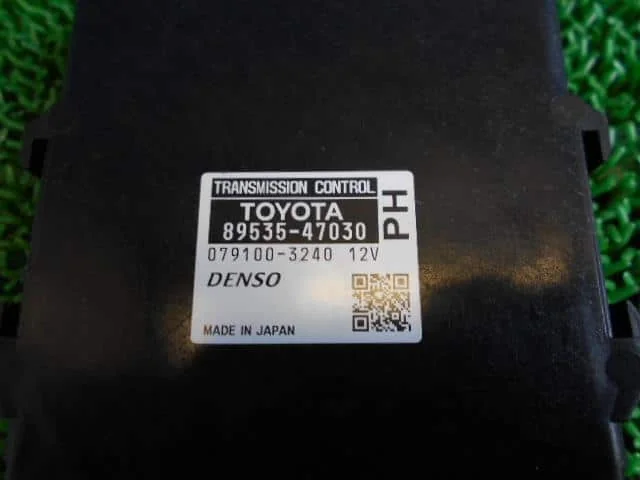 TRANSMISSION CONTROL
TOYOTA
89535-47030
PH
079100-3240 12V
DENSO
MADE IN JAPAN